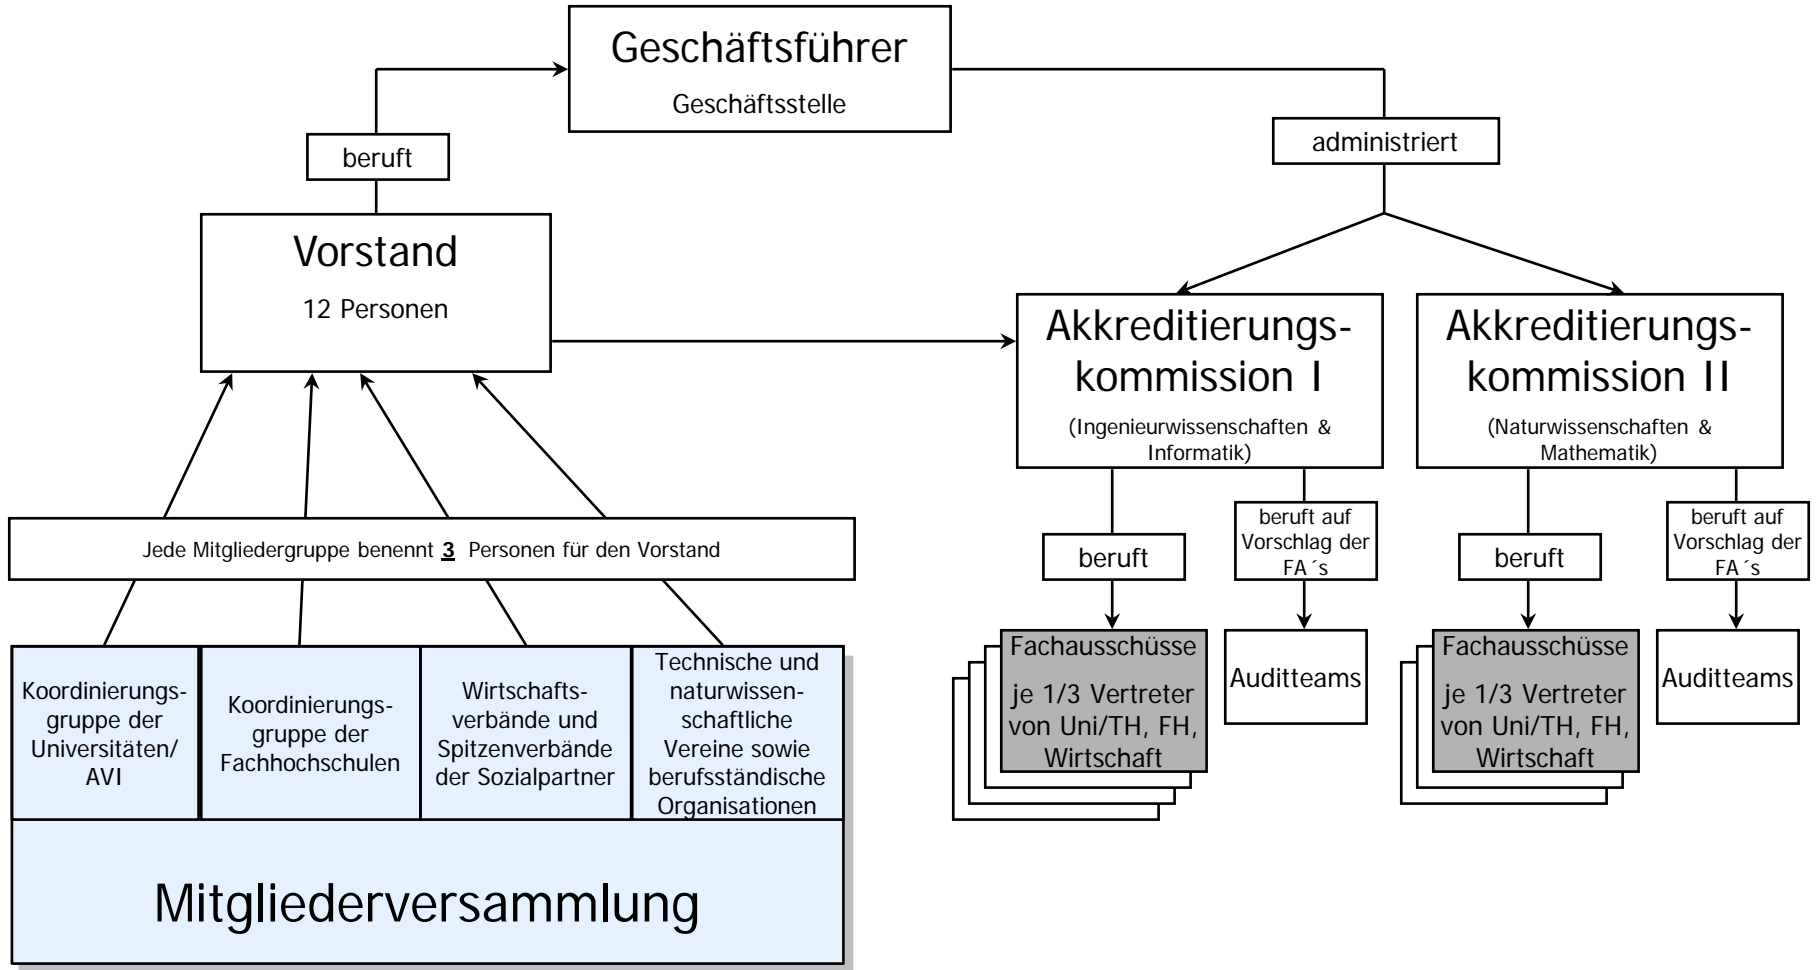 Geschäftsführer
Geschäftsstelle
beruft
administriert
Vorstand
12 Personen
Akkreditierungs-
kommission I
(Ingenieurwissenschaften &
Informatik)
Akkreditierungs-
kommission II
(Naturwissenschaften &
Mathematik)
Jede Mitgliedergruppe benennt 3 Personen für den Vorstand
beruft
beruft auf
Vorschlag der
FA´s
beruft
beruft auf
Vorschlag der
FA´s
Fachausschüsse
je 1/3 Vertreter
von Uni/TH, FH,
Wirtschaft
Auditteams
Fachausschüsse
je 1/3 Vertreter
von Uni/TH, FH,
Wirtschaft
Auditteams
Koordinierungs-
gruppe der
Universitäten/
AVI
Koordinierungs-
gruppe der
Fachhochschulen
Wirtschafts-
verbände und
Spitzenverbände
der Sozialpartner
Technische und
naturwissen-
schaftliche
Vereine sowie
berufsständische
Organisationen
Mitgliederversammlung